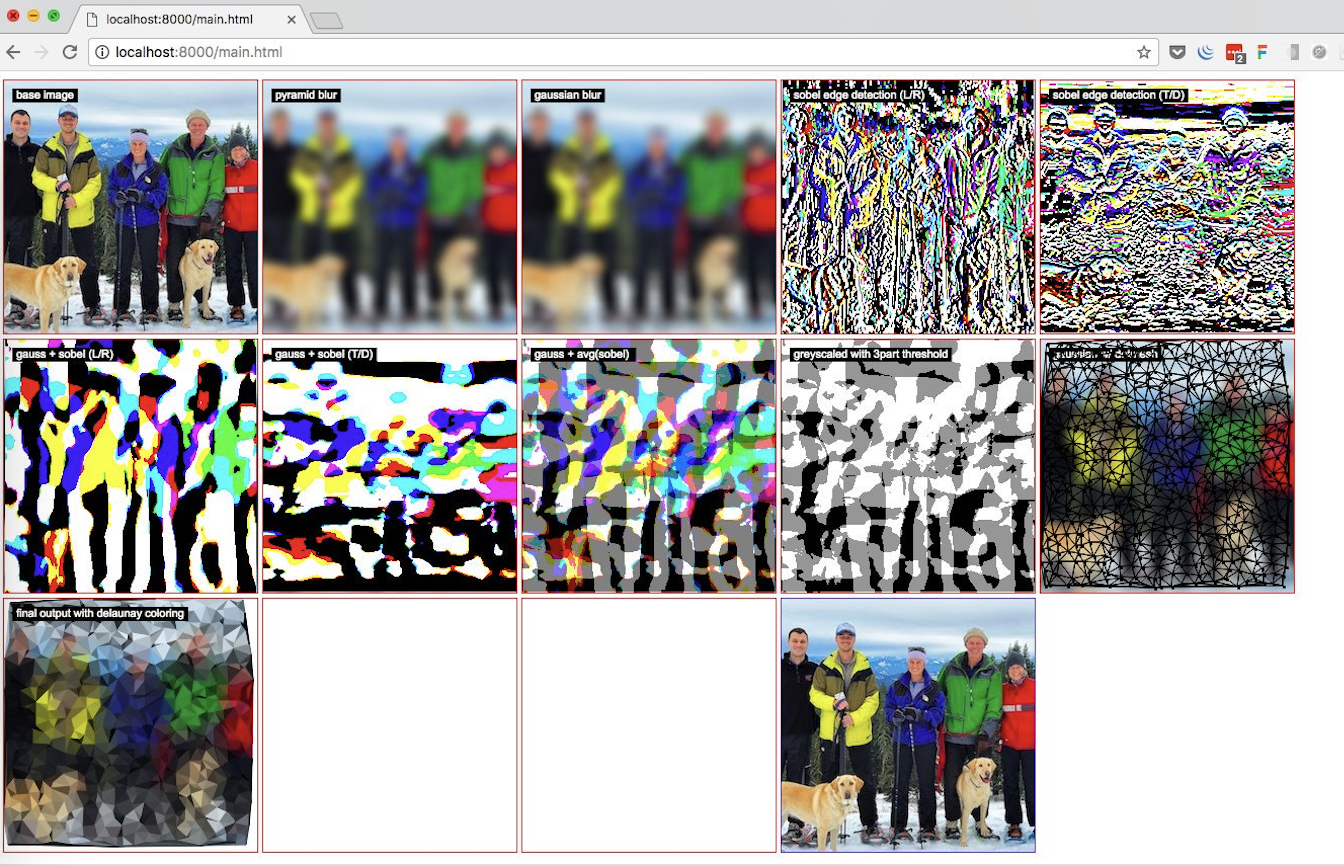 localhost:8000/main.html
localhost:8000/main.html
2
base image
pyramid blur
gaussian blur
sobel edge detection (L/R)
sobel edge detection (T/D)
gauss + sobel (L/R)
gauss + sobel (T/D)
gauss + avg(sobel)
greyscaled with 3part threshold
final output with delaunay coloring